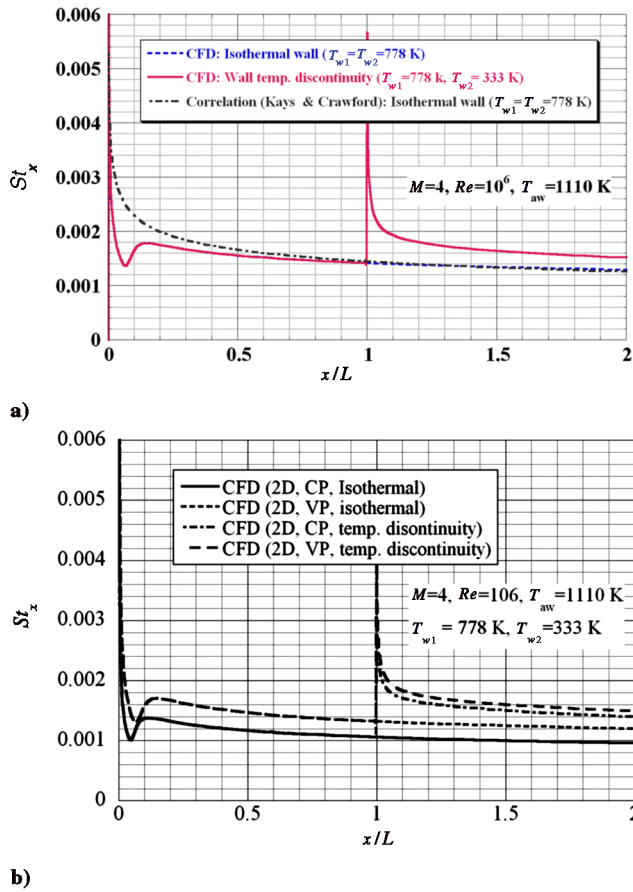 0.006
0.005
0.004
0.003
0.002
0.001
0
St_x
CFD: Isothermal wall (T_w1=T_w2=778 K)
CFD: Wall temp. discontinuity (T_w1=778 k, T_w2= 333 K)
Correlation (Kays & Crawford): Isothermal wall (T_w1=T_w2=778 K)
M=4, Re=10^6, T_aw=1110 K
0 0.5 1 1.5 2
x/L
a)
0.006
0.005
0.004
0.003
0.002
0.001
0
St_x
CFD (2D, CP, Isothermal)
CFD (2D, VP, isothermal)
CFD (2D, CP, temp. disontinuity)
CFD (2D, VP, temp. discontinuity)
M=4, Re=106, T_aw=1110 K
T_w1 = 778 K, T_w2=333 K
0 0.5 1 1.5 2
x/L
b)